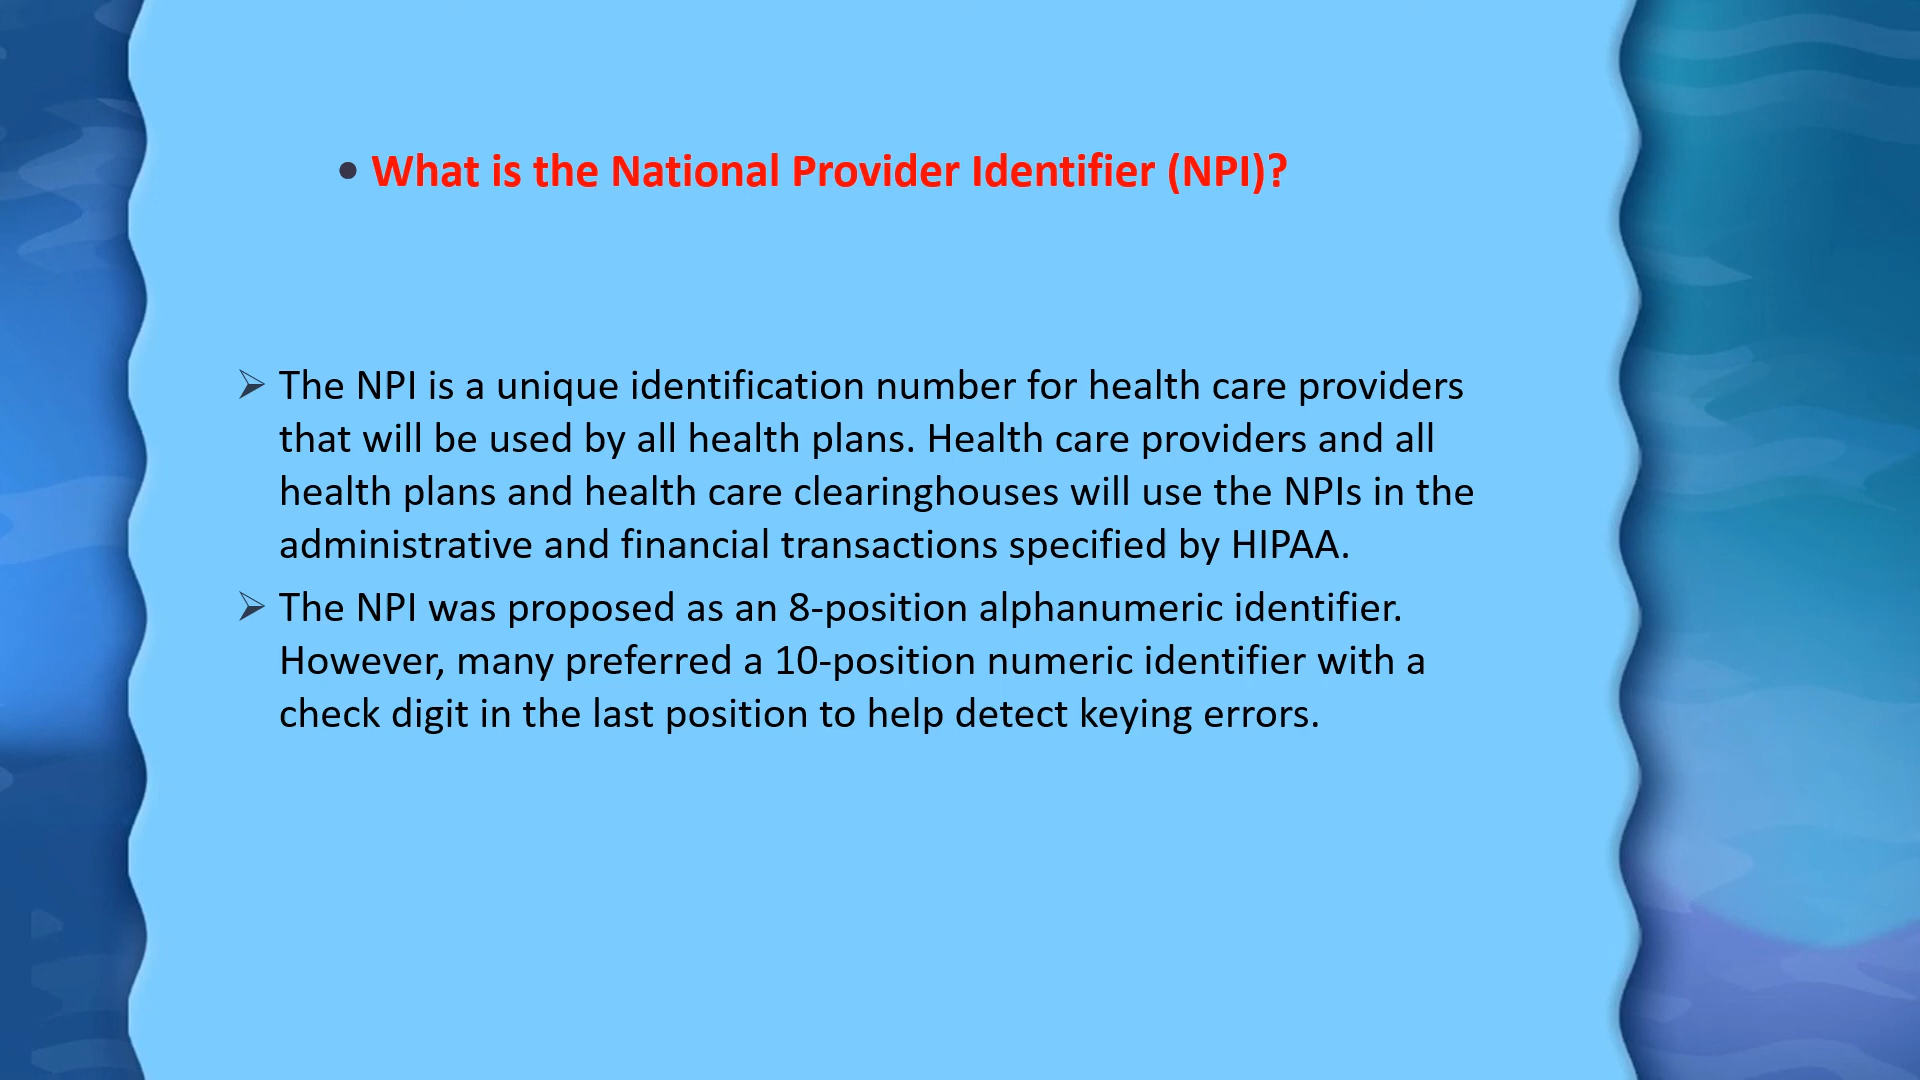 • What is the National Provider Identifier (NPI)?
➢ The NPI is a unique identification number for health care providers
that will be used by all health plans. Health care providers and all
health plans and health care clearinghouses will use the NPIs in the
administrative and financial transactions specified by HIPAA.
➢ The NPI was proposed as an 8-position alphanumeric identifier.
However, many preferred a 10-position numeric identifier with a
check digit in the last position to help detect keying errors.